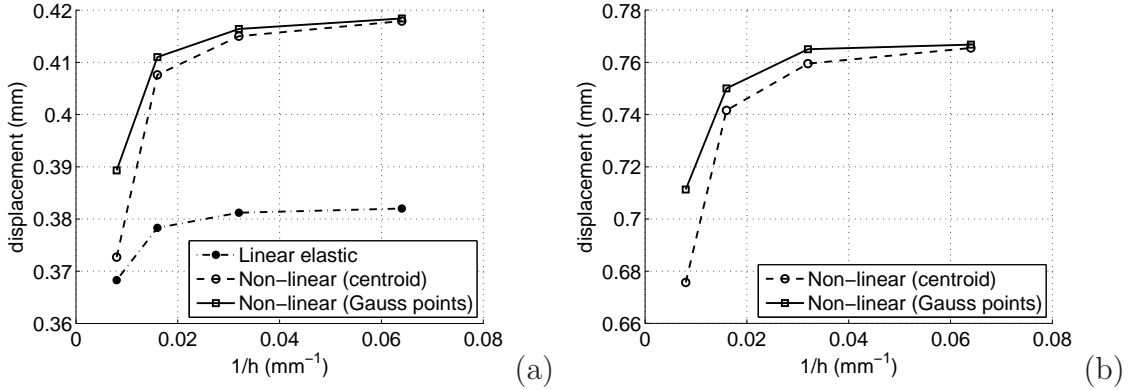 0.42
0.41
0.4
0.39
0.38
0.37
0.36
displacement (mm)
Linear elastic
Non−linear (centroid)
Non−linear (Gauss points)
0 0.02 0.04 0.06 0.08
1/h (mm⁻¹)
(a)
0.78
0.76
0.74
0.72
0.7
0.68
0.66
displacement (mm)
Non−linear (centroid)
Non−linear (Gauss points)
0 0.02 0.04 0.06 0.08
1/h (mm⁻¹)
(b)